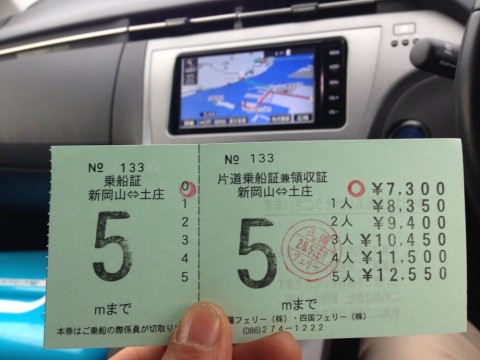 № 133
乗船証
新岡山⇔土庄
0
1
2
3
4
5
5
mまで
本券はご乗船の際係員が切取り
№ 133
片道乗船証兼領収証
新岡山⇔土庄
¥7,300
1人 ¥8,350
2人 ¥9,400
3人 ¥10,450
4人 ¥11,500
5人 ¥12,550
5
mまで
フェリー
フェリー(株)・四国フェリー(株)
(086)274-1222